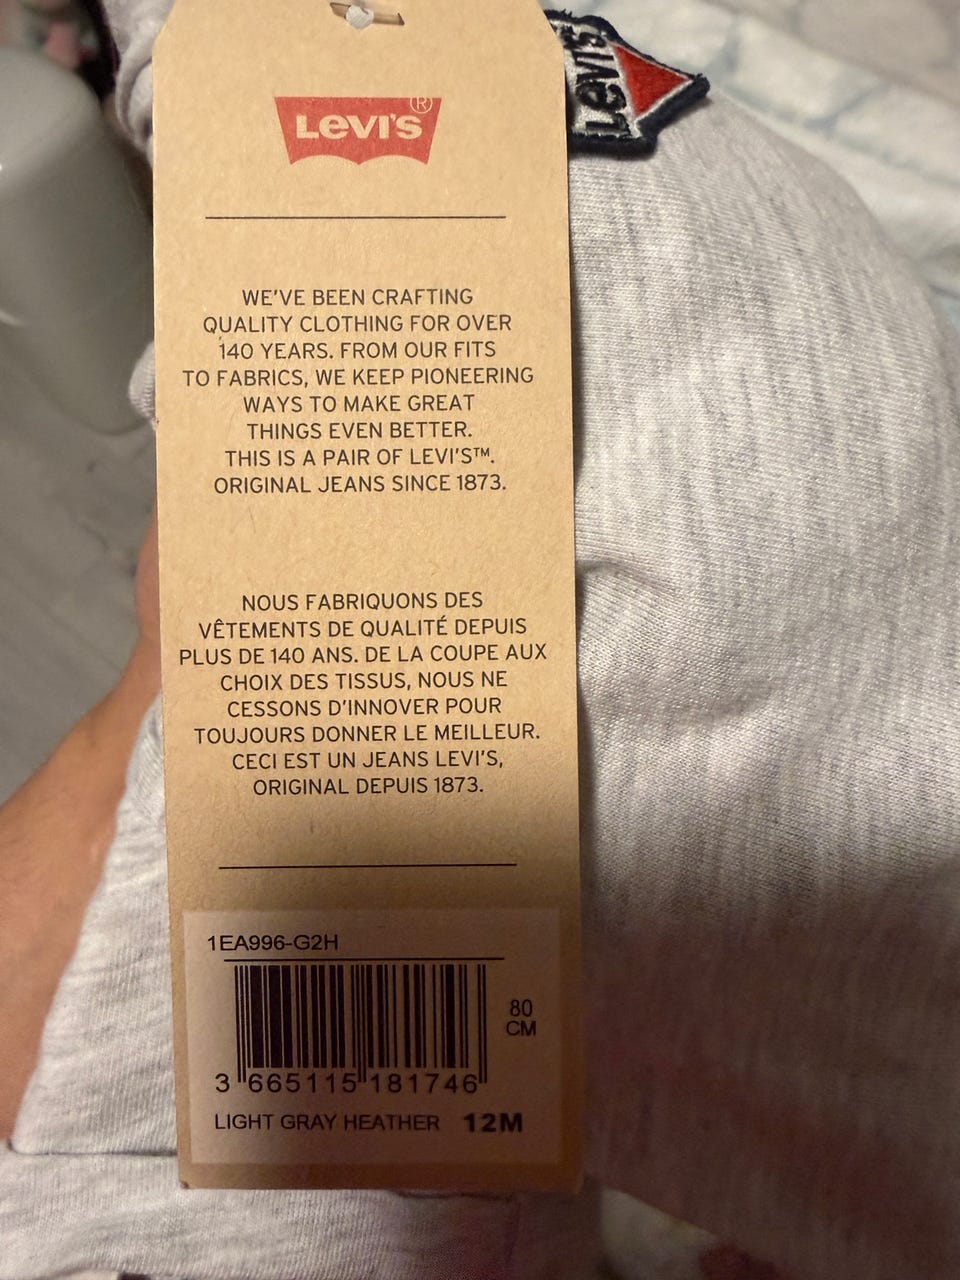 LEVI'S ®
Levi's
WE'VE BEEN CRAFTING
QUALITY CLOTHING FOR OVER
140 YEARS. FROM OUR FITS
TO FABRICS, WE KEEP PIONEERING
WAYS TO MAKE GREAT
THINGS EVEN BETTER.
THIS IS A PAIR OF LEVI'S™.
ORIGINAL JEANS SINCE 1873.
NOUS FABRIQUONS DES
VÊTEMENTS DE QUALITÉ DEPUIS
PLUS DE 140 ANS. DE LA COUPE AUX
CHOIX DES TISSUS, NOUS NE
CESSONS D'INNOVER POUR
TOUJOURS DONNER LE MEILLEUR.
CECI EST UN JEANS LEVI'S,
ORIGINAL DEPUIS 1873.
1EA996-G2H
80
CM
3 665115 181746
LIGHT GRAY HEATHER 12M